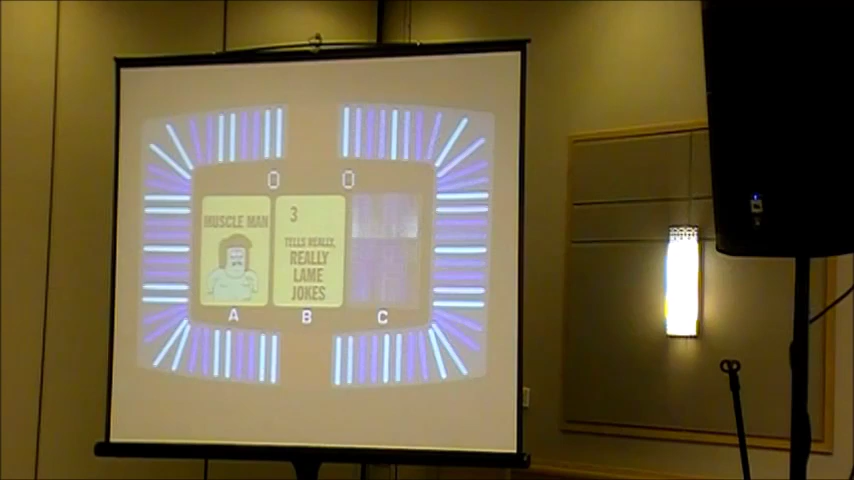 0 0
MUSCLE MAN
3
TELLS REALLY,
REALLY
LAME
JOKES
A B C